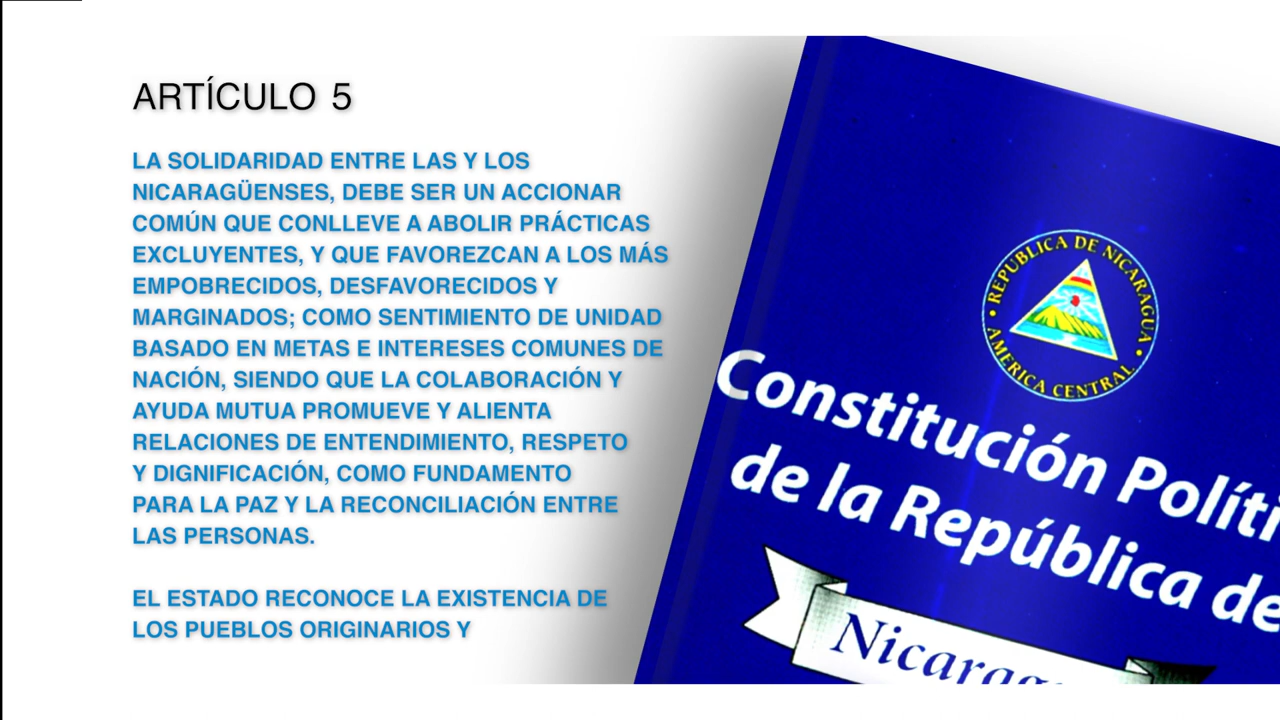 ARTÍCULO 5
LA SOLIDARIDAD ENTRE LAS Y LOS
NICARAGÜENSES, DEBE SER UN ACCIONAR
COMÚN QUE CONLLEVE A ABOLIR PRÁCTICAS
EXCLUYENTES, Y QUE FAVOREZCAN A LOS MÁS
EMPOBRECIDOS, DESFAVORECIDOS Y
MARGINADOS; COMO SENTIMIENTO DE UNIDAD
BASADO EN METAS E INTERESES COMUNES DE
NACIÓN, SIENDO QUE LA COLABORACIÓN Y
AYUDA MUTUA PROMUEVE Y ALIENTA
RELACIONES DE ENTENDIMIENTO, RESPETO
Y DIGNIFICACIÓN, COMO FUNDAMENTO
PARA LA PAZ Y LA RECONCILIACIÓN ENTRE
LAS PERSONAS.
EL ESTADO RECONOCE LA EXISTENCIA DE
LOS PUEBLOS ORIGINARIOS Y
REPUBLICA DE NICARAGUA
AMERICA CENTRAL
Constitución Políti
de la República de
Nicarag